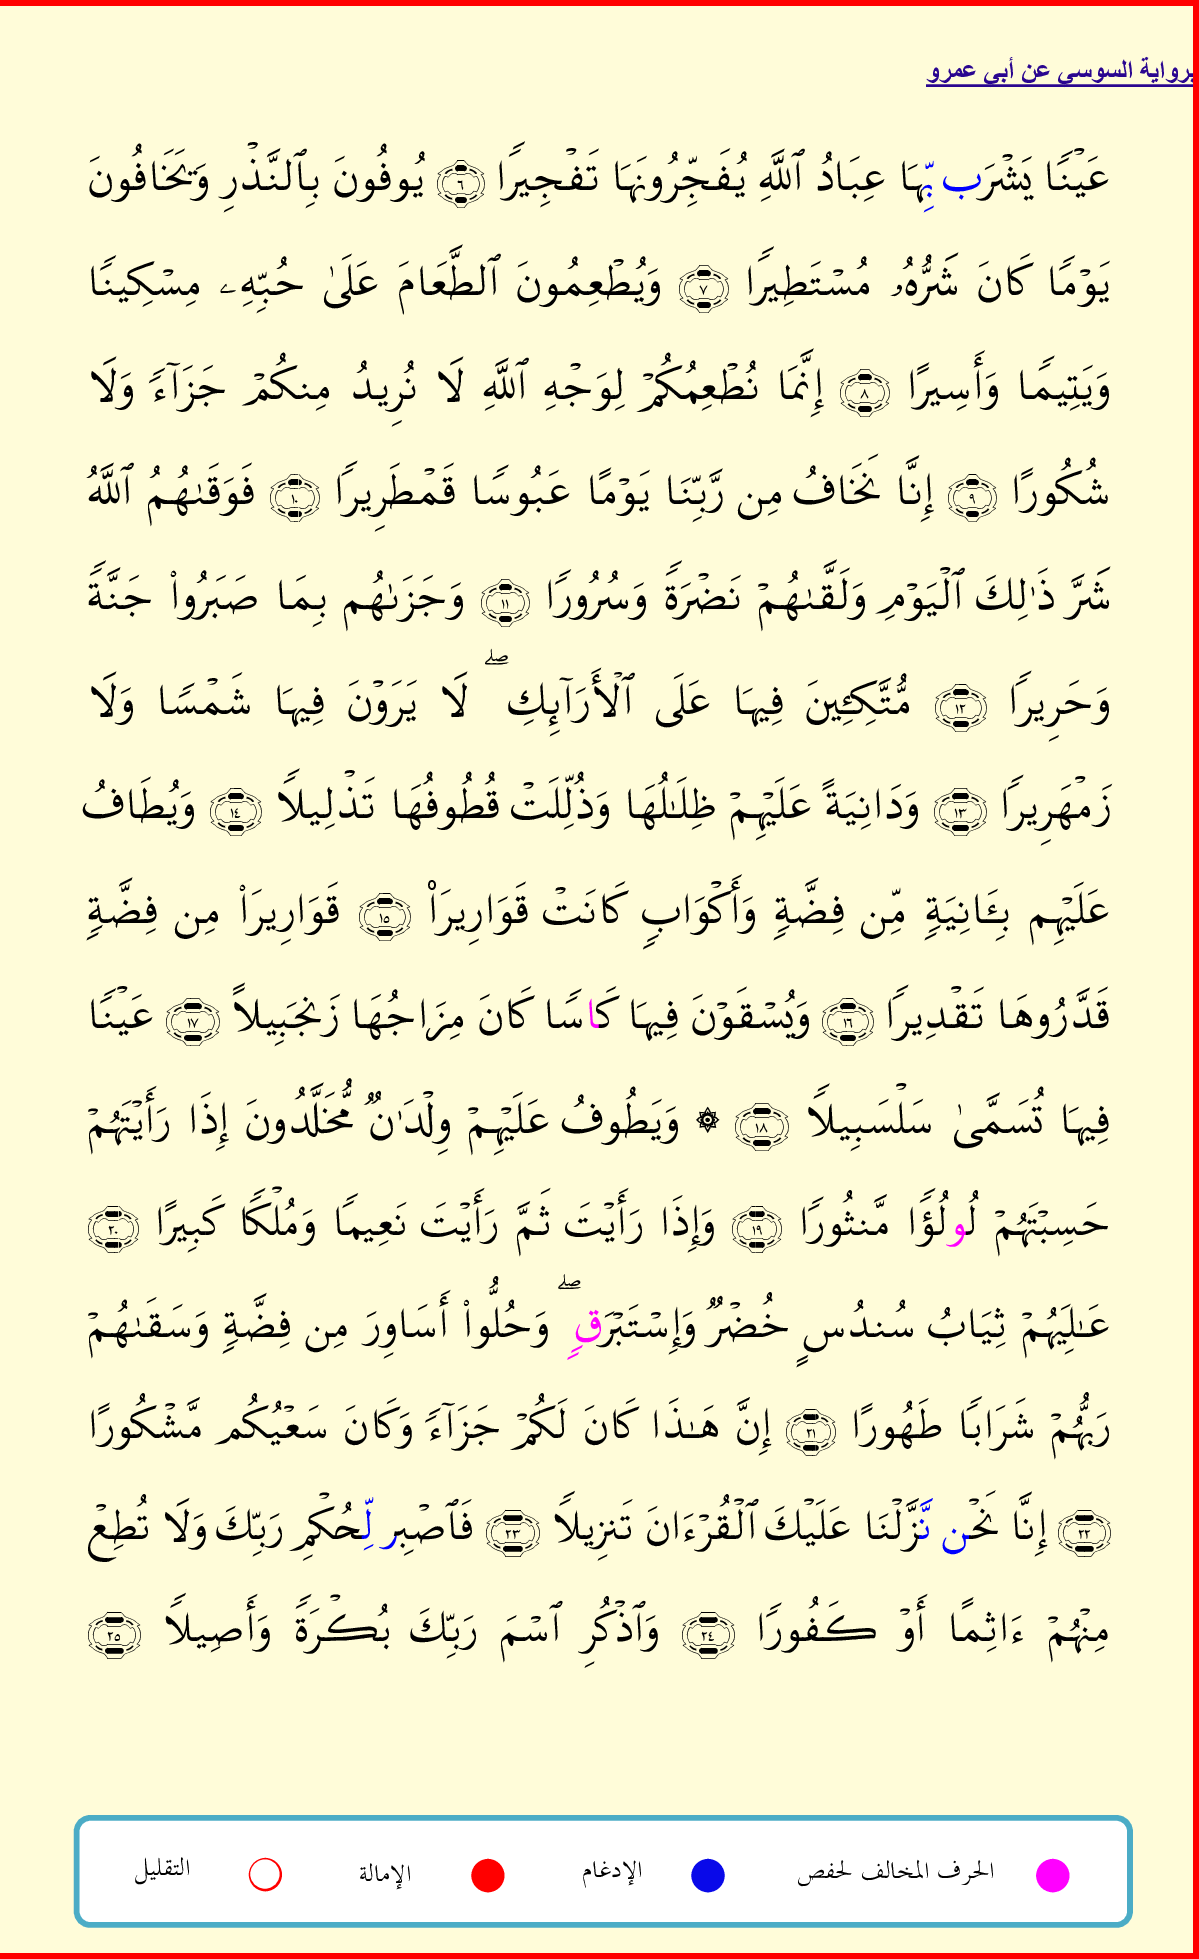 برواية السوسي عن أبي عمرو
عَيْنًا يَشْرَب بِّهَا عِبَادُ ٱللَّهِ يُفَجِّرُونَهَا تَفْجِيرًا ٦ يُوفُونَ بِٱلنَّذْرِ وَيَخَافُونَ
يَوْمًا كَانَ شَرُّهُۥ مُسْتَطِيرًا ٧ وَيُطْعِمُونَ ٱلطَّعَامَ عَلَىٰ حُبِّهِۦ مِسْكِينًا
وَيَتِيمًا وَأَسِيرًا ٨ إِنَّمَا نُطْعِمُكُمْ لِوَجْهِ ٱللَّهِ لَا نُرِيدُ مِنكُمْ جَزَآءً وَلَا
شُكُورًا ٩ إِنَّا نَخَافُ مِن رَّبِّنَا يَوْمًا عَبُوسًا قَمْطَرِيرًا ١٠ فَوَقَىٰهُمُ ٱللَّهُ
شَرَّ ذَٰلِكَ ٱلْيَوْمِ وَلَقَّىٰهُمْ نَضْرَةً وَسُرُورًا ١١ وَجَزَىٰهُم بِمَا صَبَرُوا۟ جَنَّةً
وَحَرِيرًا ١٢ مُّتَّكِـِٔينَ فِيهَا عَلَى ٱلْأَرَآئِكِ ۖ لَا يَرَوْنَ فِيهَا شَمْسًا وَلَا
زَمْهَرِيرًا ١٣ وَدَانِيَةً عَلَيْهِمْ ظِلَـٰلُهَا وَذُلِّلَتْ قُطُوفُهَا تَذْلِيلًا ١٤ وَيُطَافُ
عَلَيْهِم بِـَٔانِيَةٍ مِّن فِضَّةٍ وَأَكْوَابٍ كَانَتْ قَوَارِيرَا۠ ١٥ قَوَارِيرَا۟ مِن فِضَّةٍ
قَدَّرُوهَا تَقْدِيرًا ١٦ وَيُسْقَوْنَ فِيهَا كَاسًا كَانَ مِزَاجُهَا زَنجَبِيلًا ١٧ عَيْنًا
فِيهَا تُسَمَّىٰ سَلْسَبِيلًا ١٨ ۞ وَيَطُوفُ عَلَيْهِمْ وِلْدَٰنٌ مُّخَلَّدُونَ إِذَا رَأَيْتَهُمْ
حَسِبْتَهُمْ لُولُؤًا مَّنثُورًا ١٩ وَإِذَا رَأَيْتَ ثَمَّ رَأَيْتَ نَعِيمًا وَمُلْكًا كَبِيرًا ٢٠
عَـٰلِيَهُمْ ثِيَابُ سُندُسٍ خُضْرٌ وَإِسْتَبْرَقٍ ۖ وَحُلُّوا۟ أَسَاوِرَ مِن فِضَّةٍ وَسَقَىٰهُمْ
رَبُّهُمْ شَرَابًا طَهُورًا ٢١ إِنَّ هَـٰذَا كَانَ لَكُمْ جَزَآءً وَكَانَ سَعْيُكُم مَّشْكُورًا
٢٢ إِنَّا نَحْن نَّزَّلْنَا عَلَيْكَ ٱلْقُرْءَانَ تَنزِيلًا ٢٣ فَٱصْبِر لِّحُكْمِ رَبِّكَ وَلَا تُطِعْ
مِنْهُمْ ءَاثِمًا أَوْ كَفُورًا ٢٤ وَٱذْكُرِ ٱسْمَ رَبِّكَ بُكْرَةً وَأَصِيلًا ٢٥
الحرف المخالف لحفص الإدغام الإمالة التقليل